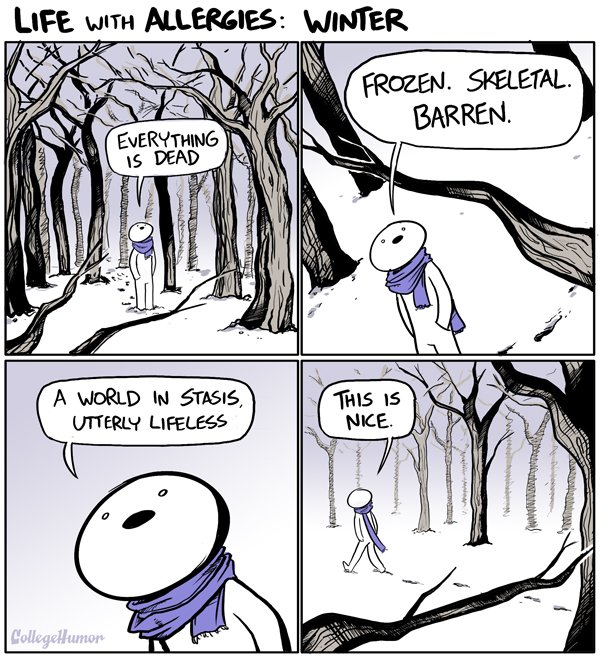 LIFE WITH ALLERGIES: WINTER
EVERYTHING
IS DEAD
FROZEN. SKELETAL.
BARREN.
A WORLD IN STASIS,
UTTERLY LIFELESS
THIS IS
NICE.
CollegeHumor